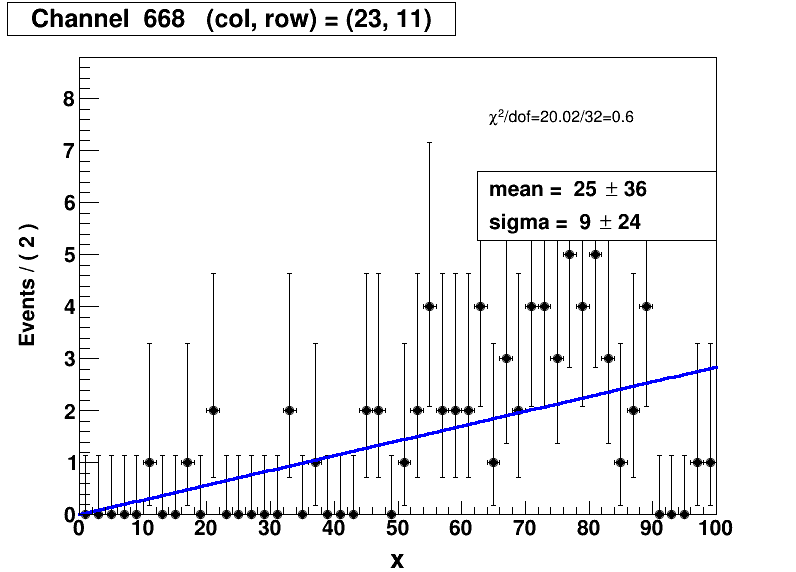 Channel 668 (col, row) = (23, 11)
χ²/dof=20.02/32=0.6
mean = 25 ± 36
sigma = 9 ± 24
Events / ( 2 )
8
7
6
5
4
3
2
1
0
0 10 20 30 40 50 60 70 80 90 100
x